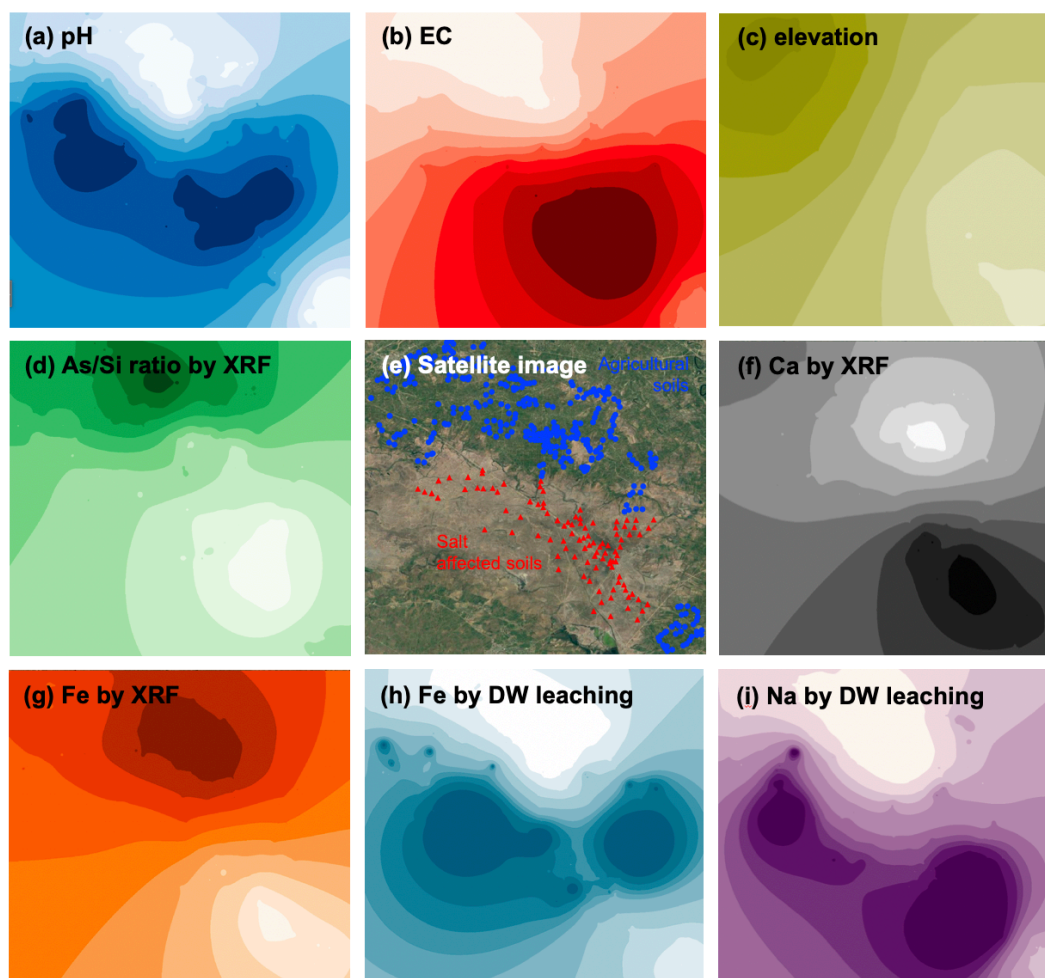 (a) pH
(b) EC
(c) elevation
(d) As/Si ratio by XRF
(e) Satellite image
Agricultural
soils
Salt
affected soils
(f) Ca by XRF
(g) Fe by XRF
(h) Fe by DW leaching
(i) Na by DW leaching